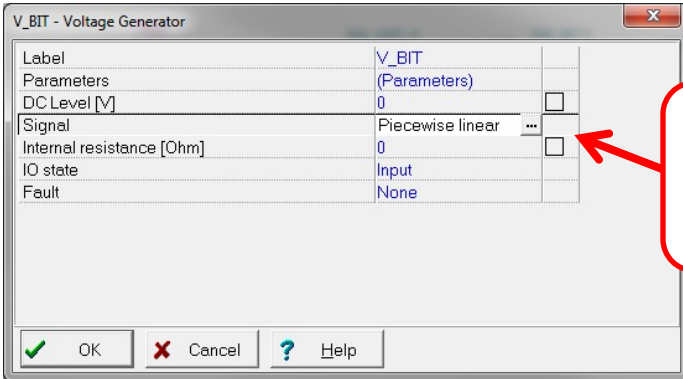 V_BIT - Voltage Generator
Label V_BIT
Parameters (Parameters)
DC Level [V] 0
Signal Piecewise linear ...
Internal resistance [Ohm] 0
IO state Input
Fault None
OK Cancel ? Help